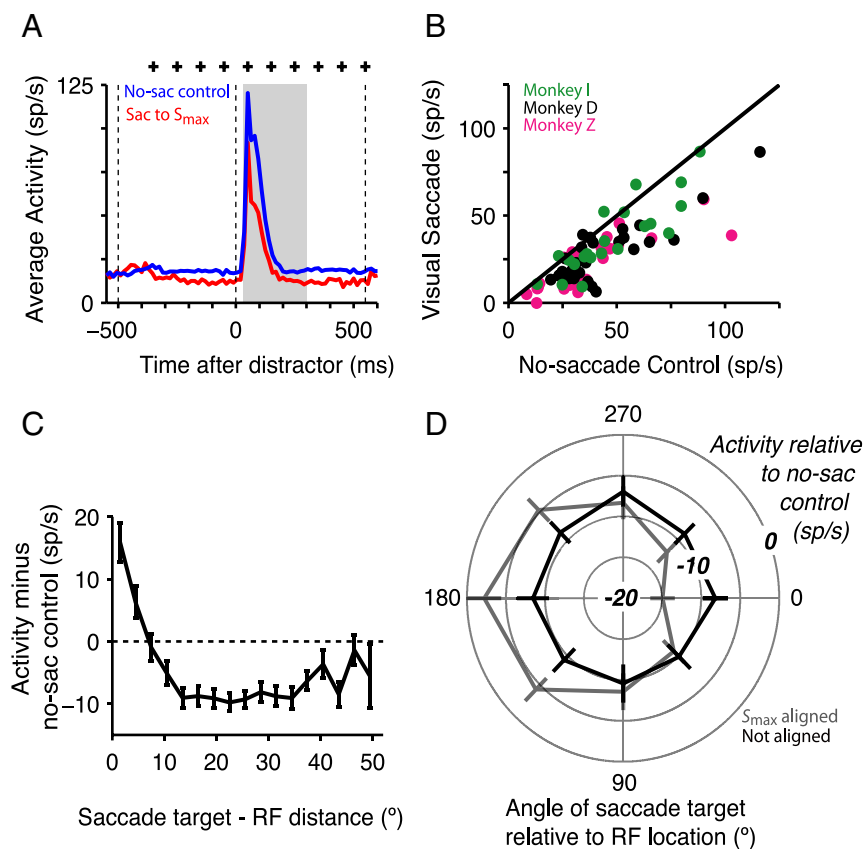 A
No-sac control
Sac to Smax
125
0
Average Activity (sp/s)
−500
0
500
Time after distractor (ms)
B
Monkey I
Monkey D
Monkey Z
100
50
0
Visual Saccade (sp/s)
0
50
100
No-saccade Control (sp/s)
C
20
10
0
−10
Activity minus
no-sac control (sp/s)
0
10
20
30
40
50
Saccade target - RF distance (º)
D
270
Activity relative
to no-sac
control
(sp/s)
0
-10
-20
180
0
Smax aligned
Not aligned
90
Angle of saccade target
relative to RF location (º)